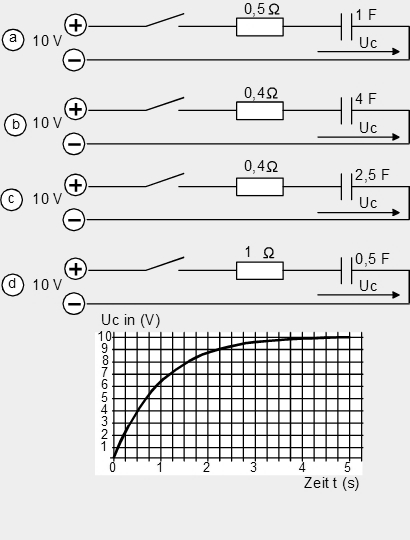 0,5 Ω 1 F
a 10 V + Uc
−
0,4Ω 4 F
b 10 V + Uc
−
0,4Ω 2,5 F
c 10 V + Uc
−
1 Ω 0,5 F
d 10 V + Uc
−
Uc in (V)
10
9
8
7
6
5
4
3
2
1
0 1 2 3 4 5
Zeit t (s)